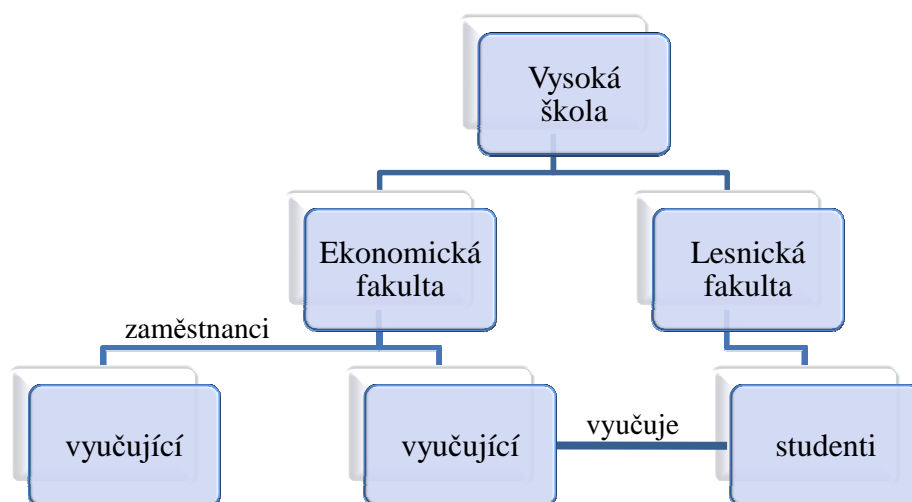 Vysoká
škola
Ekonomická
fakulta
Lesnická
fakulta
zaměstnanci
vyučující
vyučující
vyučuje
studenti